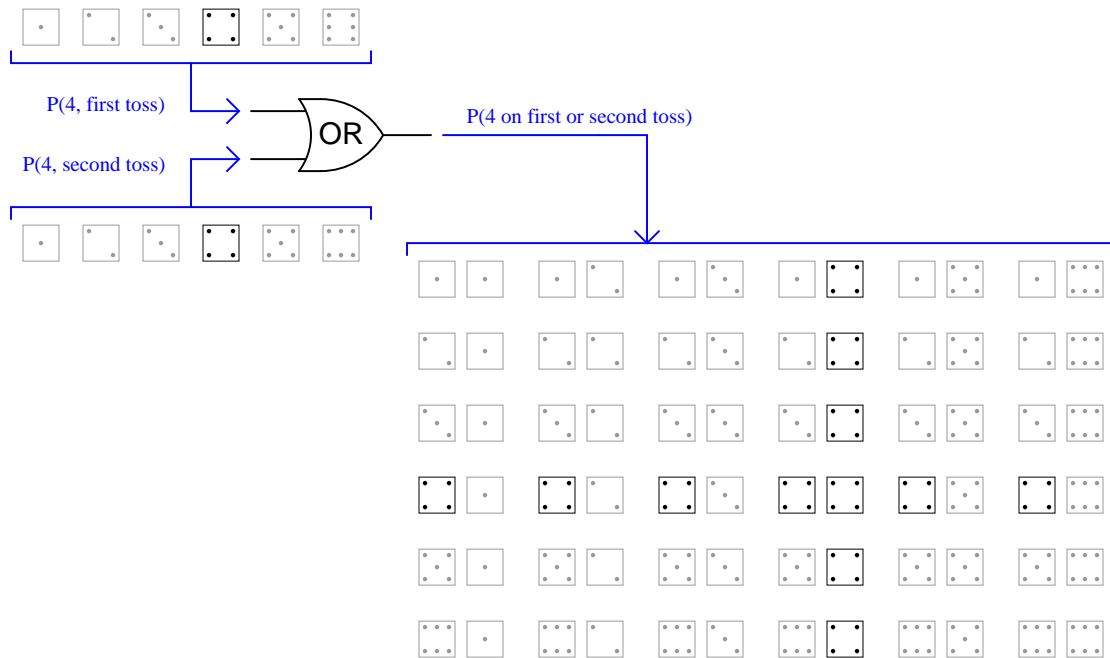 P(4, first toss)
OR
P(4 on first or second toss)
P(4, second toss)